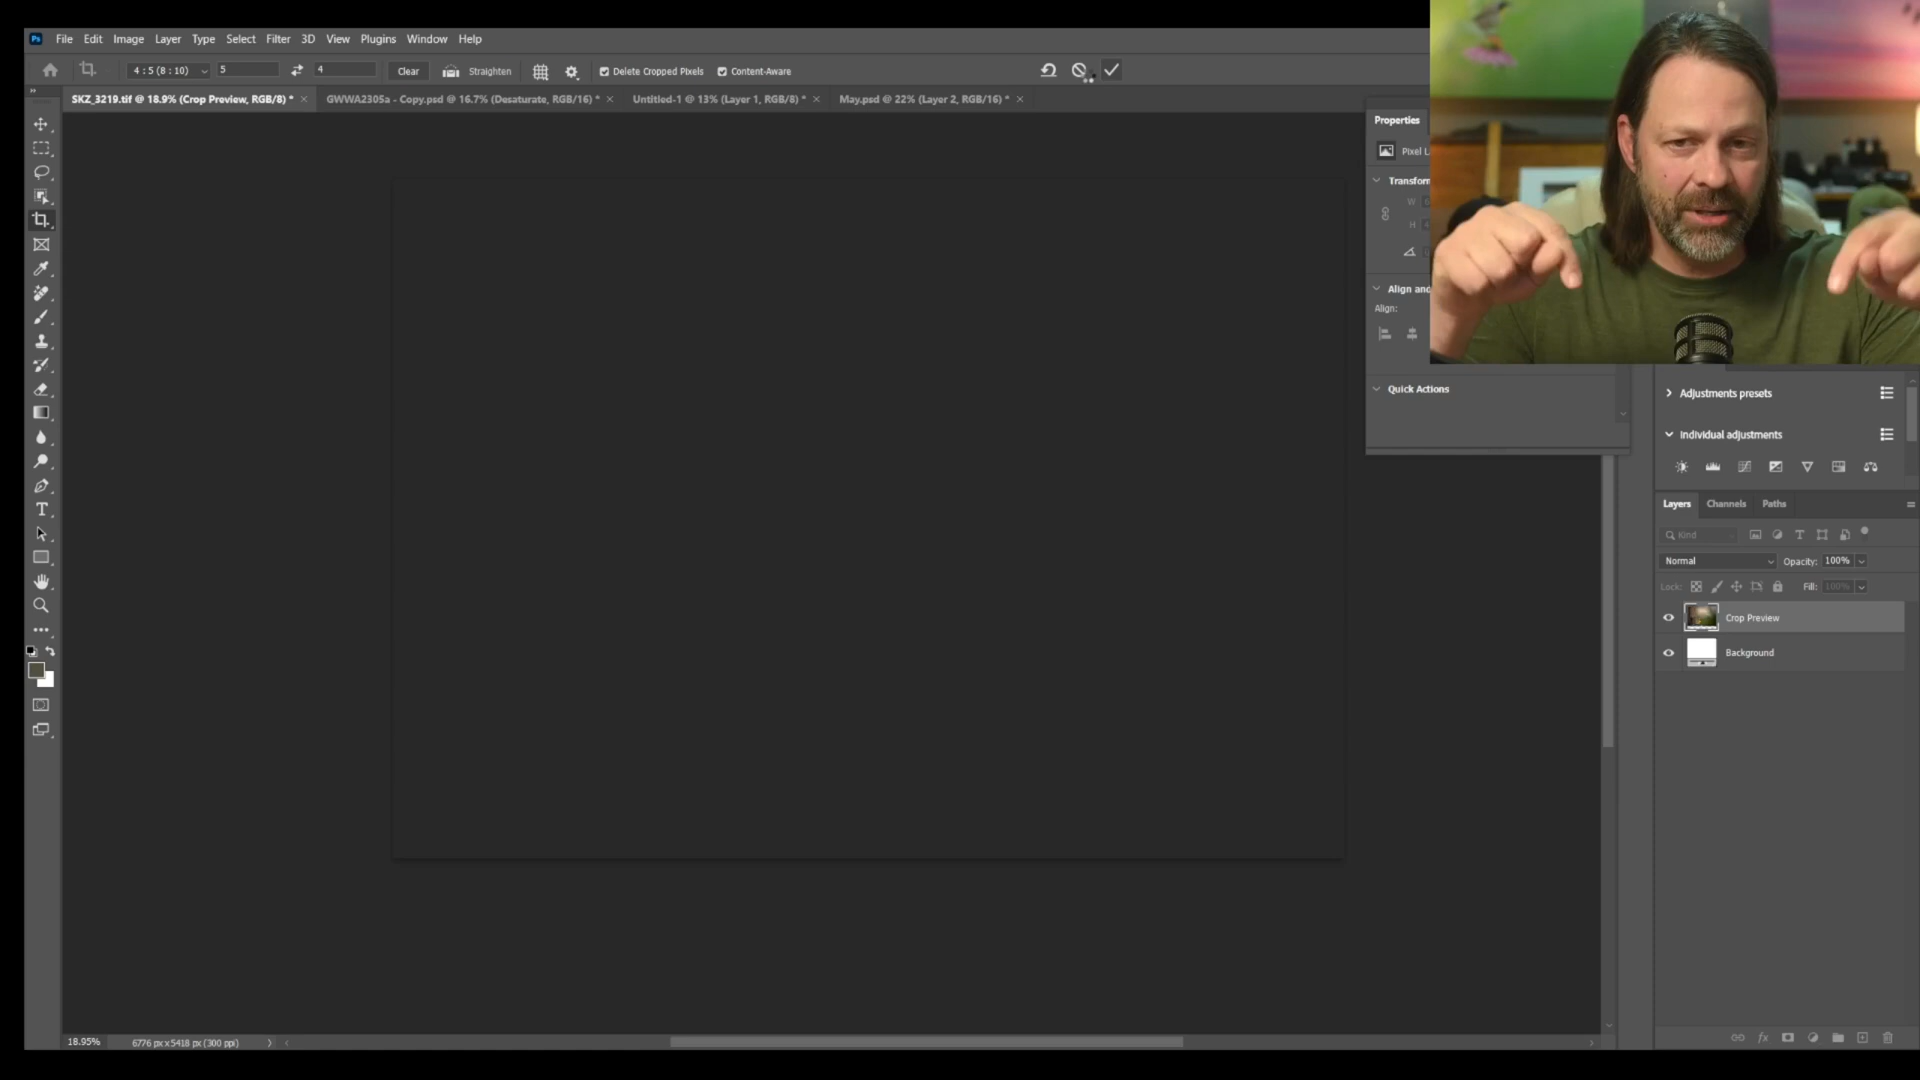 Ps File Edit Image Layer Type Select Filter 3D View Plugins Window Help
4 : 5 (8 : 10) 5 4 Clear Straighten Delete Cropped Pixels Content-Aware
SKZ_3219.tif @ 18.9% (Crop Preview, RGB/8) * GWWA2305a - Copy.psd @ 16.7% (Desaturate, RGB/16) * Untitled-1 @ 13% (Layer 1, RGB/8) * May.psd @ 22% (Layer 2, RGB/16) *
Properties
Pixel L
Transform
W
H
Align and
Align:
Quick Actions
Adjustments presets
Individual adjustments
Layers Channels Paths
Kind
Normal Opacity: 100%
Lock: Fill: 100%
Crop Preview
Background
fx
18.95% 6776 px x 5418 px (300 ppi)